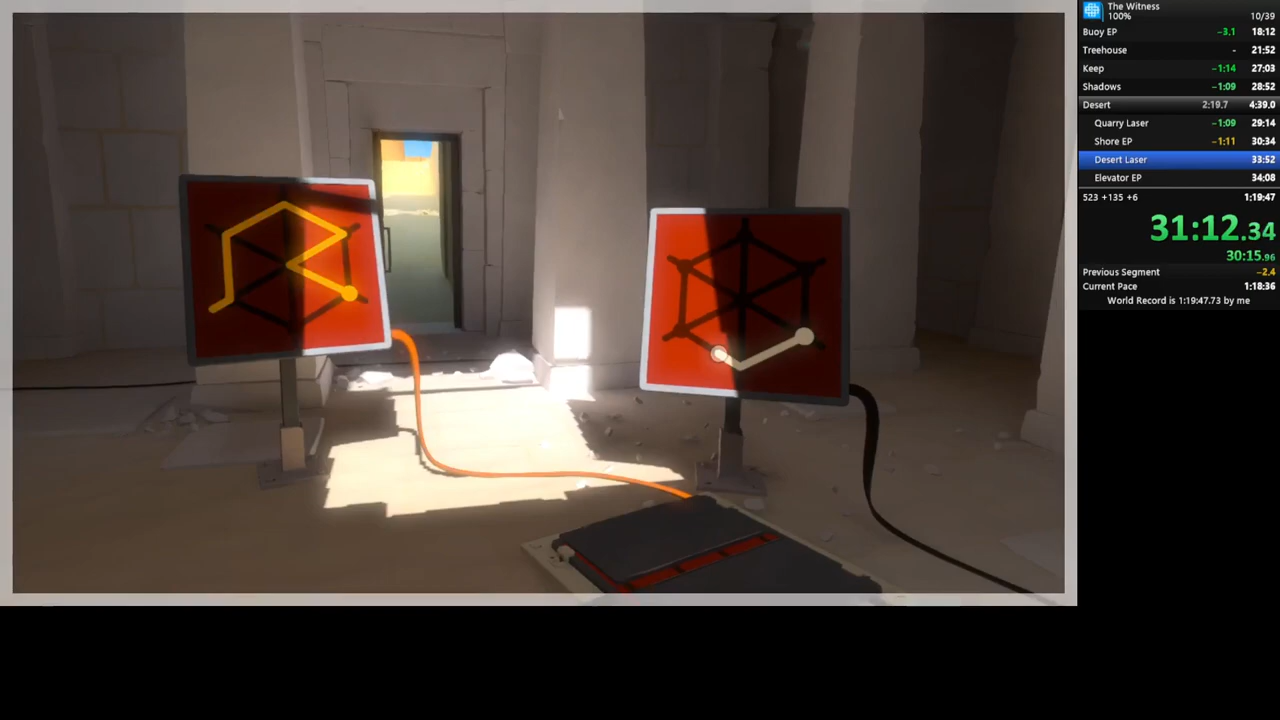 The Witness
100% 10/39
Buoy EP -3.1 18:12
Treehouse - 21:52
Keep -1:14 27:03
Shadows -1:09 28:52
Desert 2:19.7 4:39.0
Quarry Laser -1:09 29:14
Shore EP -1:11 30:34
Desert Laser 33:52
Elevator EP 34:08
523 +135 +6 1:19:47
31:12.34
30:15.96
Previous Segment -2.4
Current Pace 1:18:36
World Record is 1:19:47.73 by me